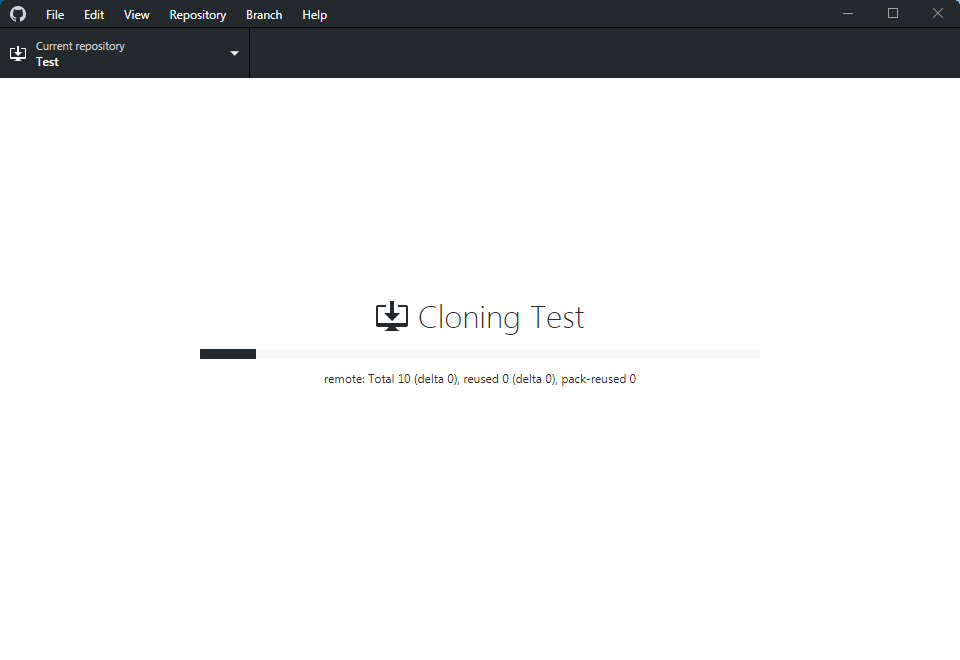 File Edit View Repository Branch Help
Current repository
Test
Cloning Test
remote: Total 10 (delta 0), reused 0 (delta 0), pack-reused 0